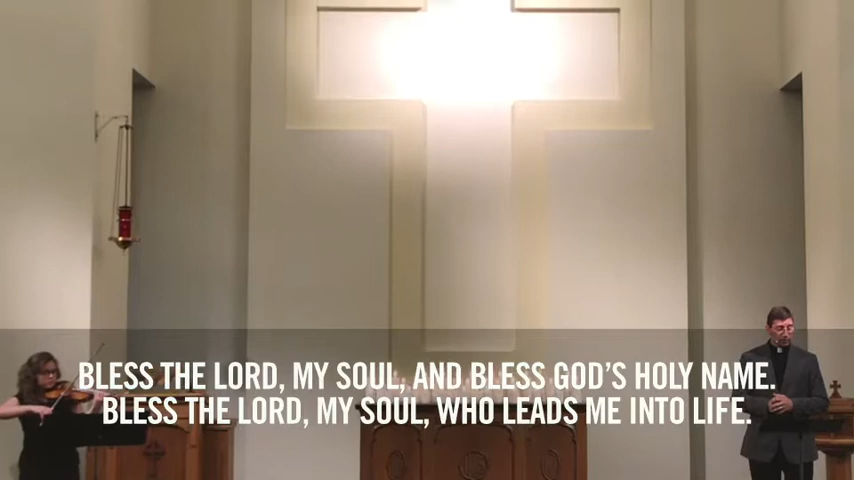 BLESS THE LORD, MY SOUL, AND BLESS GOD'S HOLY NAME.
BLESS THE LORD, MY SOUL, WHO LEADS ME INTO LIFE.